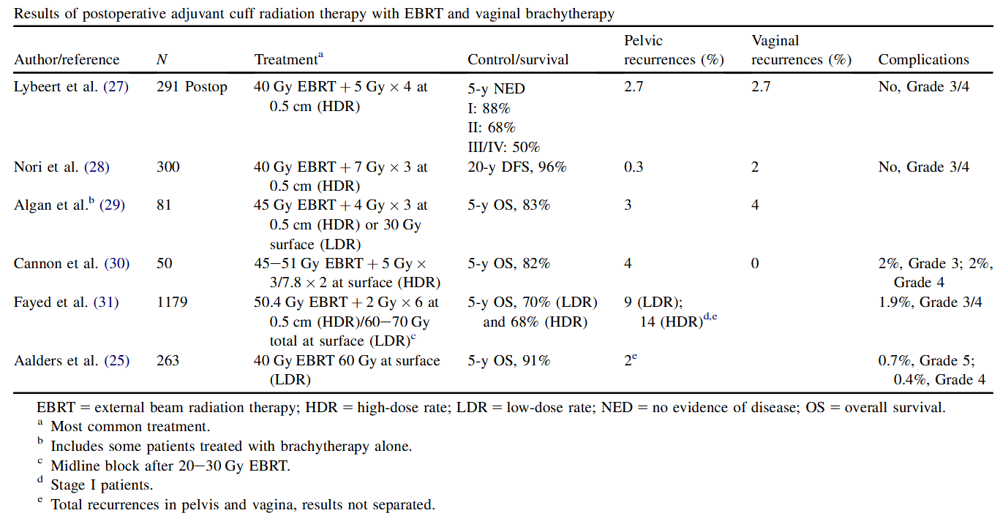 Results of postoperative adjuvant cuff radiation therapy with EBRT and vaginal brachytherapy
Pelvic Vaginal
Author/reference N Treatmentᵃ Control/survival recurrences (%) recurrences (%) Complications
Lybeert et al. (27) 291 Postop 40 Gy EBRT + 5 Gy × 4 at 5-y NED 2.7 2.7 No, Grade 3/4
0.5 cm (HDR) I: 88%
II: 68%
III/IV: 50%
Nori et al. (28) 300 40 Gy EBRT + 7 Gy × 3 at 20-y DFS, 96% 0.3 2 No, Grade 3/4
0.5 cm (HDR)
Algan et al.ᵇ (29) 81 45 Gy EBRT + 4 Gy × 3 at 5-y OS, 83% 3 4
0.5 cm (HDR) or 30 Gy
surface (LDR)
Cannon et al. (30) 50 45−51 Gy EBRT + 5 Gy × 5-y OS, 82% 4 0 2%, Grade 3; 2%,
3/7.8 × 2 at surface (HDR) Grade 4
Fayed et al. (31) 1179 50.4 Gy EBRT + 2 Gy × 6 at 5-y OS, 70% (LDR) 9 (LDR); 1.9%, Grade 3/4
0.5 cm (HDR)/60−70 Gy and 68% (HDR) 14 (HDR)ᵈ,ᵉ
total at surface (LDR)ᶜ
Aalders et al. (25) 263 40 Gy EBRT 60 Gy at surface 5-y OS, 91% 2ᵉ 0.7%, Grade 5;
(LDR) 0.4%, Grade 4
EBRT = external beam radiation therapy; HDR = high-dose rate; LDR = low-dose rate; NED = no evidence of disease; OS = overall survival.
ᵃ Most common treatment.
ᵇ Includes some patients treated with brachytherapy alone.
ᶜ Midline block after 20−30 Gy EBRT.
ᵈ Stage I patients.
ᵉ Total recurrences in pelvis and vagina, results not separated.